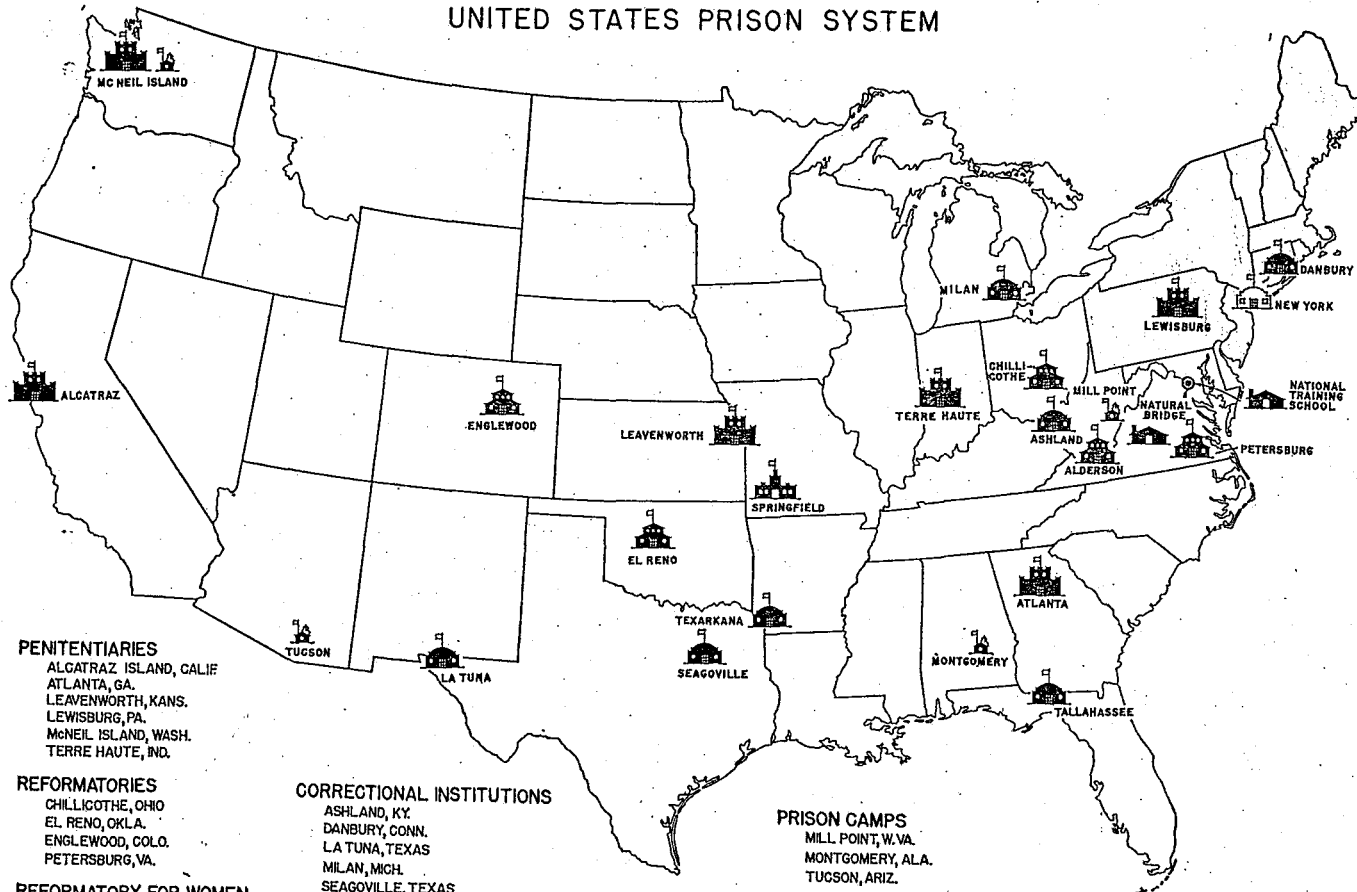 UNITED STATES PRISON SYSTEM
MC NEIL ISLAND
ALCATRAZ
ENGLEWOOD
LEAVENWORTH
SPRINGFIELD
EL RENO
TEXARKANA
SEAGOVILLE
TUCSON
LA TUNA
MILAN
TERRE HAUTE
CHILLI-
COTHE
MILL POINT
ASHLAND
ALDERSON
NATURAL
BRIDGE
PETERSBURG
NATIONAL
TRAINING
SCHOOL
LEWISBURG
NEW YORK
DANBURY
ATLANTA
MONTGOMERY
TALLAHASSEE
PENITENTIARIES
ALCATRAZ ISLAND, CALIF.
ATLANTA, GA.
LEAVENWORTH, KANS.
LEWISBURG, PA.
McNEIL ISLAND, WASH.
TERRE HAUTE, IND.
REFORMATORIES
CHILLICOTHE, OHIO
EL RENO, OKLA.
ENGLEWOOD, COLO.
PETERSBURG, VA.
REFORMATORY FOR WOMEN
CORRECTIONAL INSTITUTIONS
ASHLAND, KY.
DANBURY, CONN.
LA TUNA, TEXAS
MILAN, MICH.
SEAGOVILLE, TEXAS
PRISON CAMPS
MILL POINT, W. VA.
MONTGOMERY, ALA.
TUCSON, ARIZ.